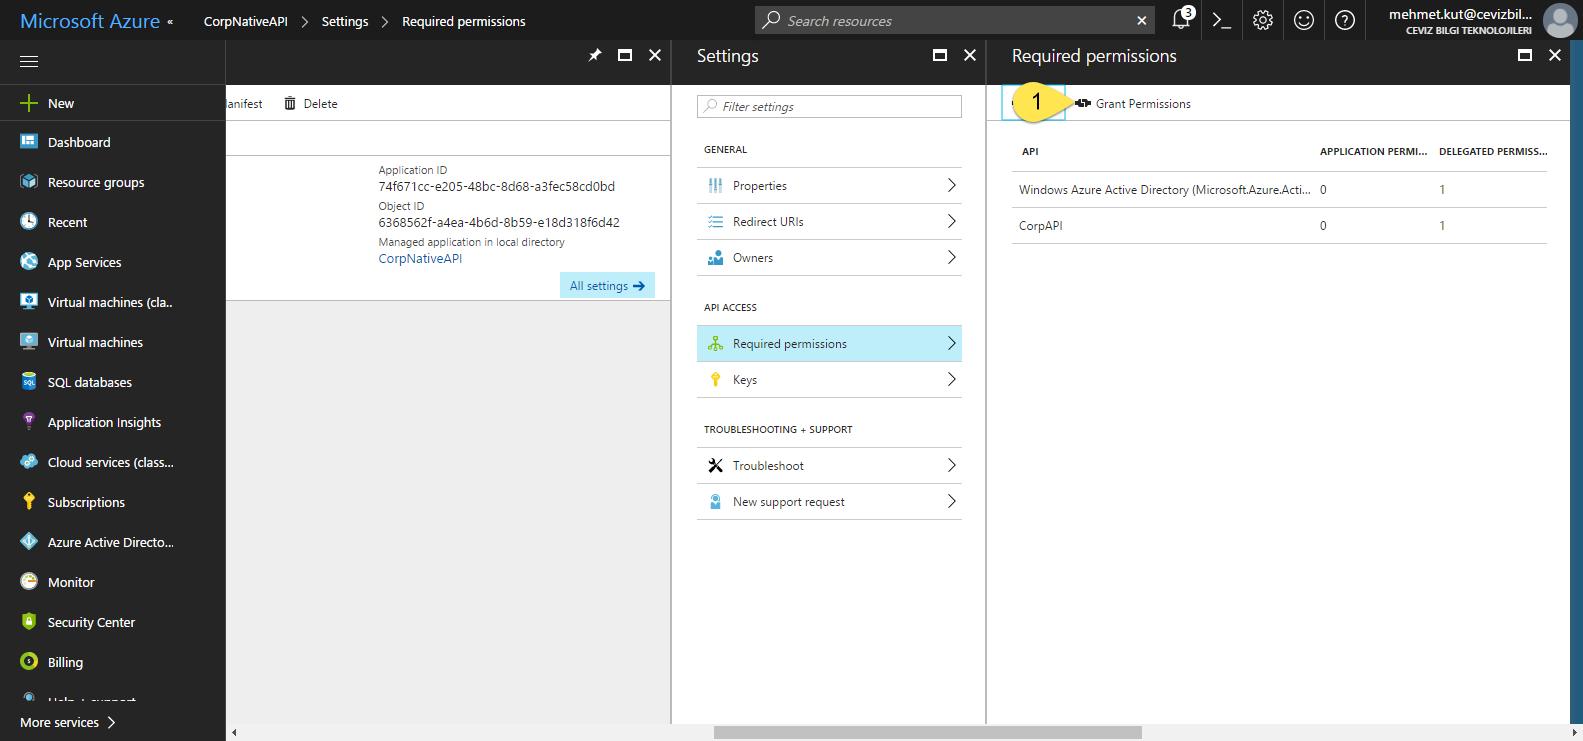 Microsoft Azure «
CorpNativeAPI > Settings > Required permissions
Search resources
3
mehmet.kut@cevizbil...
CEVIZ BILGI TEKNOLOJILERI
New
Dashboard
Resource groups
Recent
App Services
Virtual machines (cla..
Virtual machines
SQL databases
Application Insights
Cloud services (class...
Subscriptions
Azure Active Directo...
Monitor
Security Center
Billing
Help + support
More services >
anifest
Delete
Application ID
74f671cc-e205-48bc-8d68-a3fec58cd0bd
Object ID
6368562f-a4ea-4b6d-8b59-e18d318f6d42
Managed application in local directory
CorpNativeAPI
All settings →
Settings
Filter settings
GENERAL
Properties
Redirect URIs
Owners
API ACCESS
Required permissions
Keys
TROUBLESHOOTING + SUPPORT
Troubleshoot
New support request
Required permissions
1
Grant Permissions
API APPLICATION PERMI... DELEGATED PERMISS...
Windows Azure Active Directory (Microsoft.Azure.Acti... 0 1
CorpAPI 0 1